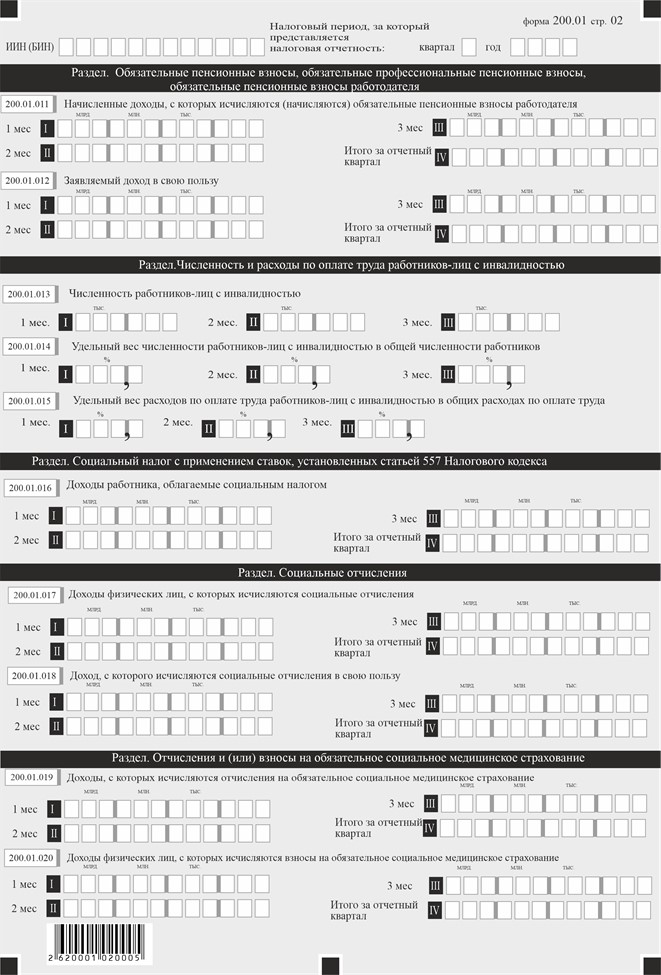 форма 200.01 стр. 02
Налоговый период, за который
представляется
налоговая отчетность:
ИИН (БИН)
квартал
год
Раздел. Обязательные пенсионные взносы, обязательные профессиональные пенсионные взносы,
обязательные пенсионные взносы работодателя
200.01.011 Начисленные доходы, с которых исчисляются (начисляются) обязательные пенсионные взносы работодателя
МЛРД МЛН ТЫС МЛРД МЛН ТЫС
1 мес I 3 мес III
2 мес II Итого за отчетный
квартал IV
200.01.012 Заявляемый доход в свою пользу
МЛРД МЛН ТЫС МЛРД МЛН ТЫС
1 мес I 3 мес III
2 мес II Итого за отчетный
квартал IV
Раздел.Численность и расходы по оплате труда работников-лиц с инвалидностью
200.01.013 Численность работников-лиц с инвалидностью
ТЫС ТЫС ТЫС
1 мес. I 2 мес. II 3 мес. III
200.01.014 Удельный вес численности работников-лиц с инвалидностью в общей численности работников
% % %
1 мес. I , 2 мес. II , 3 мес. III ,
200.01.015 Удельный вес расходов по оплате труда работников-лиц с инвалидностью в общих расходах по оплате труда
% % %
1 мес. I , 2 мес. II , 3 мес. III ,
Раздел. Социальный налог с применением ставок, установленных статьей 557 Налогового кодекса
200.01.016 Доходы работника, облагаемые социальным налогом
МЛРД МЛН ТЫС МЛРД МЛН ТЫС
1 мес I 3 мес III
2 мес II Итого за отчетный
квартал IV
Раздел. Социальные отчисления
200.01.017 Доходы физических лиц, с которых исчисляются социальные отчисления
МЛРД МЛН ТЫС МЛРД МЛН ТЫС
1 мес I 3 мес III
2 мес II Итого за отчетный
квартал IV
200.01.018 Доход, с которого исчисляются социальные отчисления в свою пользу
МЛРД МЛН ТЫС МЛРД МЛН ТЫС
1 мес I 3 мес III
2 мес II Итого за отчетный
квартал IV
Раздел. Отчисления и (или) взносы на обязательное социальное медицинское страхование
200.01.019 Доходы, с которых исчисляются отчисления на обязательное социальное медицинское страхование
МЛРД МЛН ТЫС МЛРД МЛН ТЫС
1 мес I 3 мес III
2 мес II Итого за отчетный
квартал IV
200.01.020 Доходы физических лиц, с которых исчисляются взносы на обязательное социальное медицинское страхование
МЛРД МЛН ТЫС МЛРД МЛН ТЫС
1 мес I 3 мес III
2 мес II Итого за отчетный
квартал IV
2 620001 020005